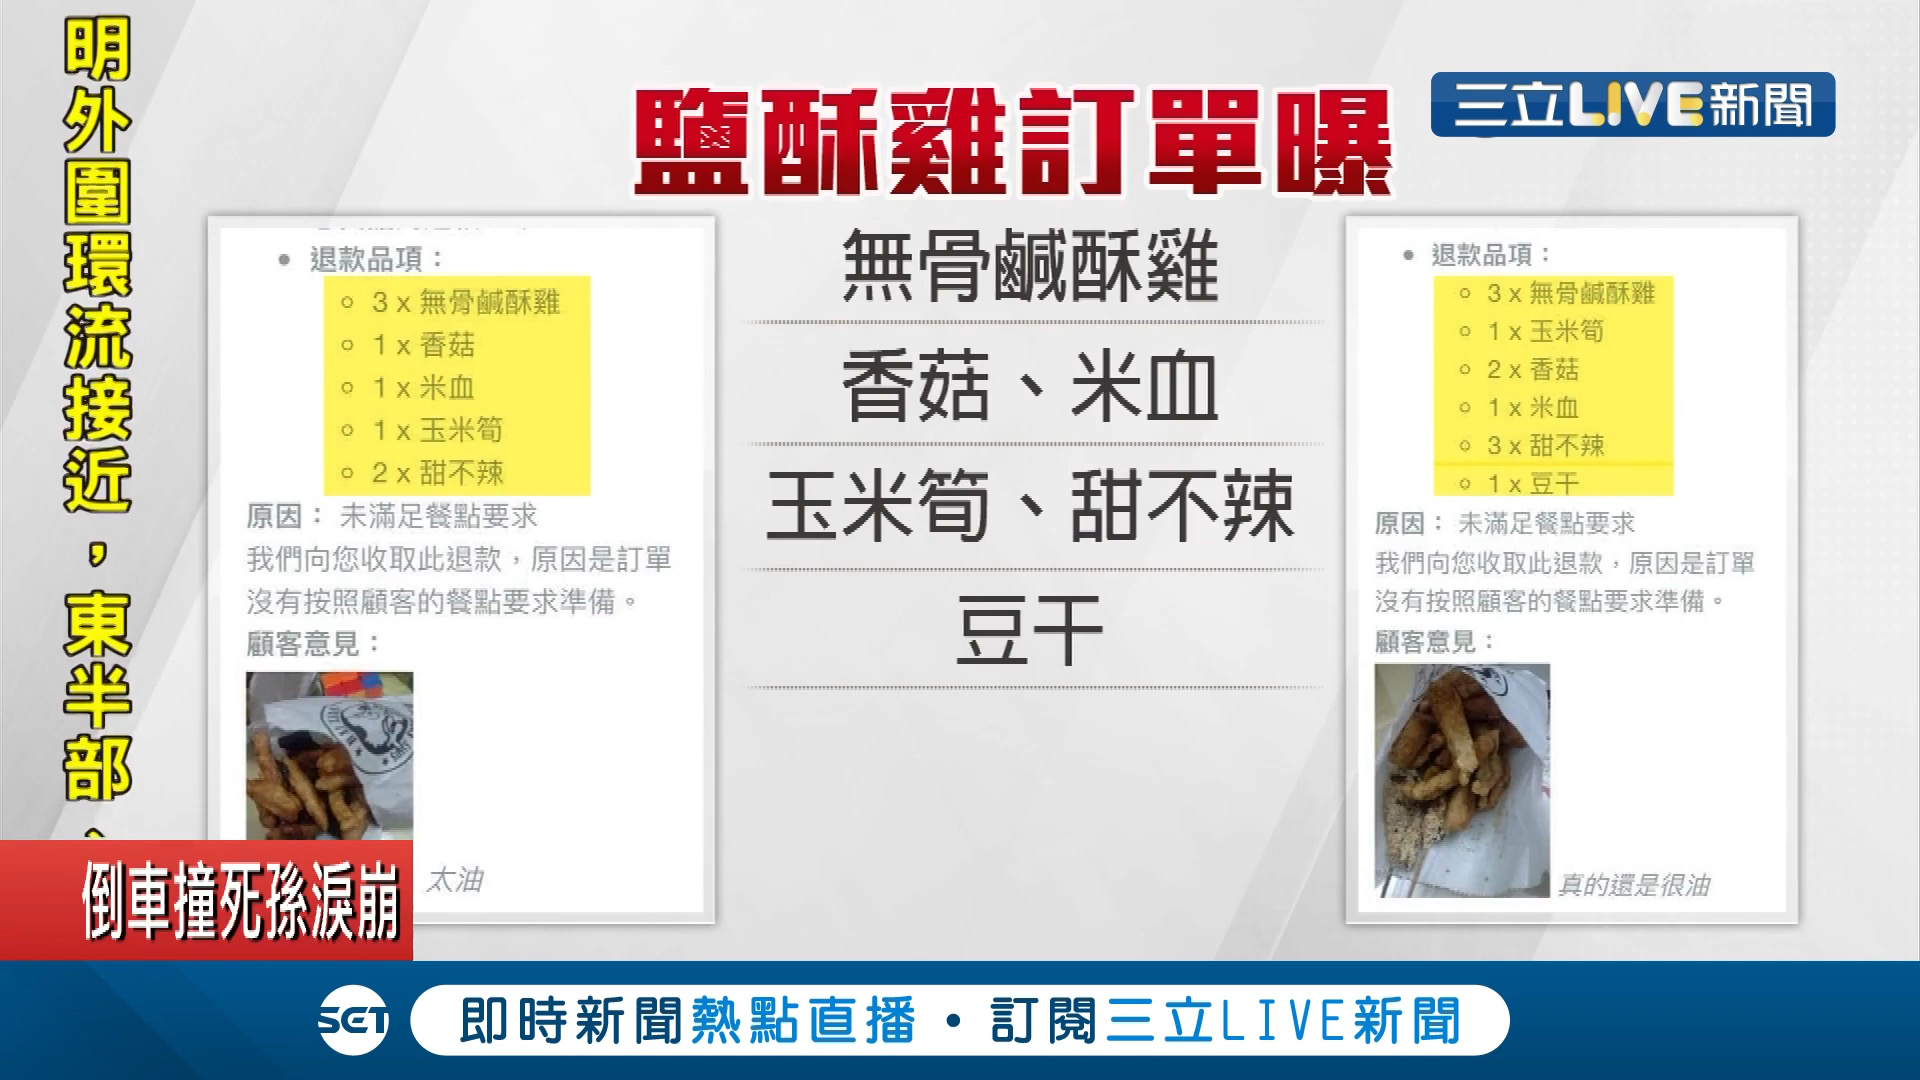 明外圍環流接近，東半部、
鹽酥雞訂單曝
三立LIVE新聞
退款品項：
3 x 無骨鹹酥雞
1 x 香菇
1 x 米血
1 x 玉米筍
2 x 甜不辣
原因： 未滿足餐點要求
我們向您收取此退款，原因是訂單
沒有按照顧客的餐點要求準備。
顧客意見：
太油
無骨鹹酥雞
香菇、米血
玉米筍、甜不辣
豆干
退款品項：
3 x 無骨鹹酥雞
1 x 玉米筍
2 x 香菇
1 x 米血
3 x 甜不辣
1 x 豆干
原因： 未滿足餐點要求
我們向您收取此退款，原因是訂單
沒有按照顧客的餐點要求準備。
顧客意見：
真的還是很油
倒車撞死孫淚崩
SET
即時新聞熱點直播・訂閱三立LIVE新聞